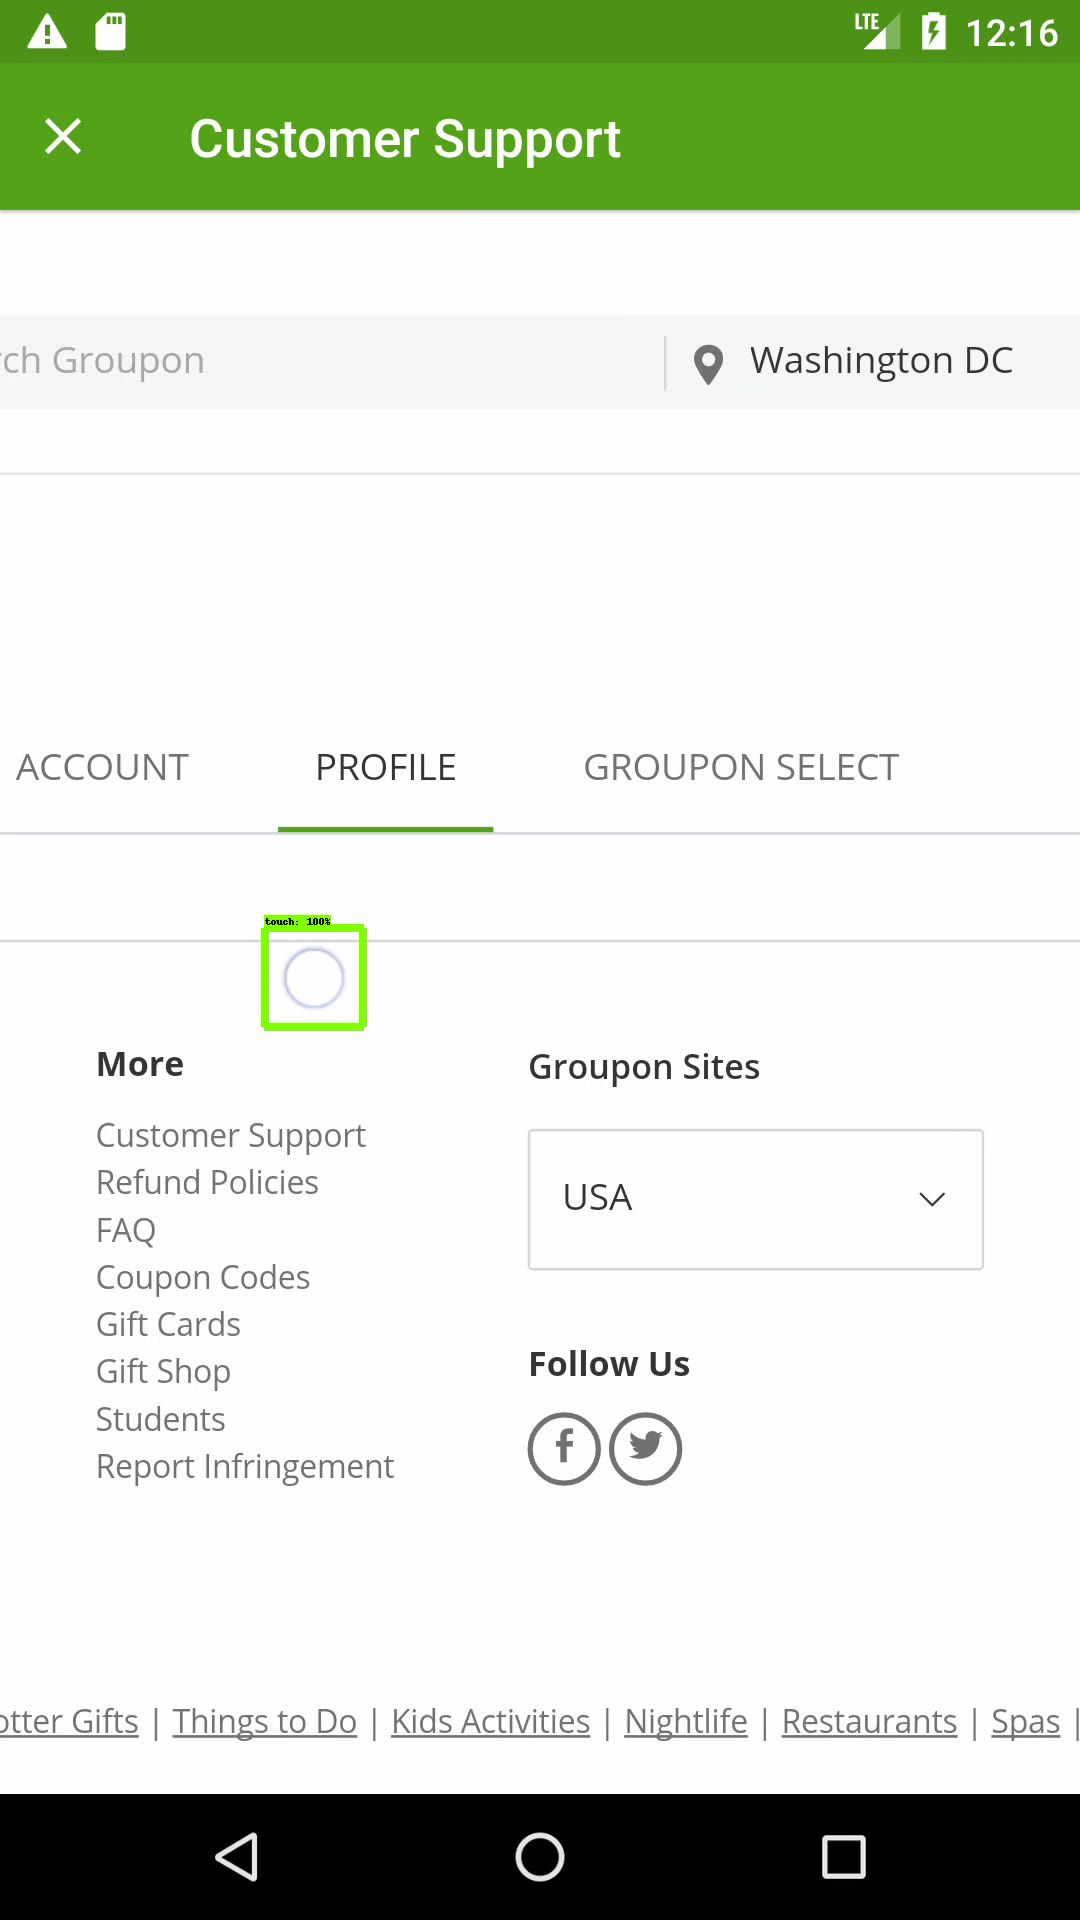 LTE 12:16
Customer Support
rch Groupon Washington DC
ACCOUNT PROFILE GROUPON SELECT
touch: 100%
More
Customer Support
Refund Policies
FAQ
Coupon Codes
Gift Cards
Gift Shop
Students
Report Infringement
Groupon Sites
USA
Follow Us
otter Gifts | Things to Do | Kids Activities | Nightlife | Restaurants | Spas |